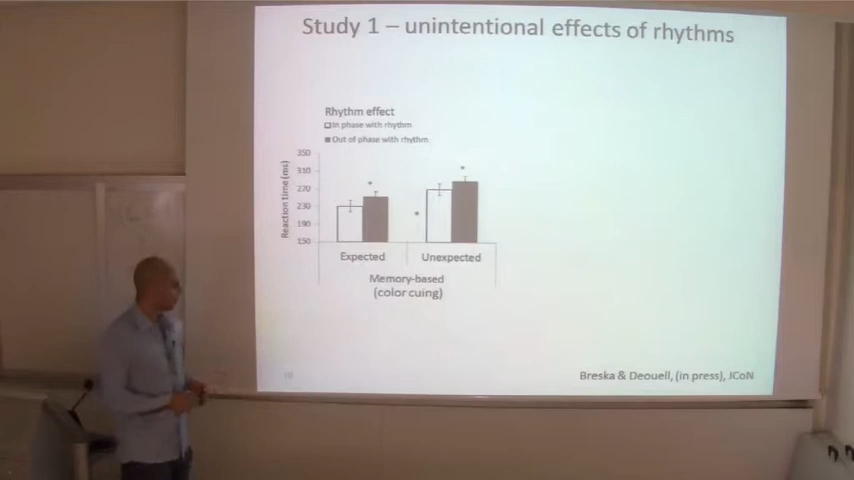 Study 1 – unintentional effects of rhythms
Rhythm effect
In phase with rhythm
Out of phase with rhythm
350
310
270
230
190
150
Reaction time (ms)
*
*
*
Expected
Unexpected
Memory-based
(color cuing)
10
Breska & Deouell, (in press), JCoN